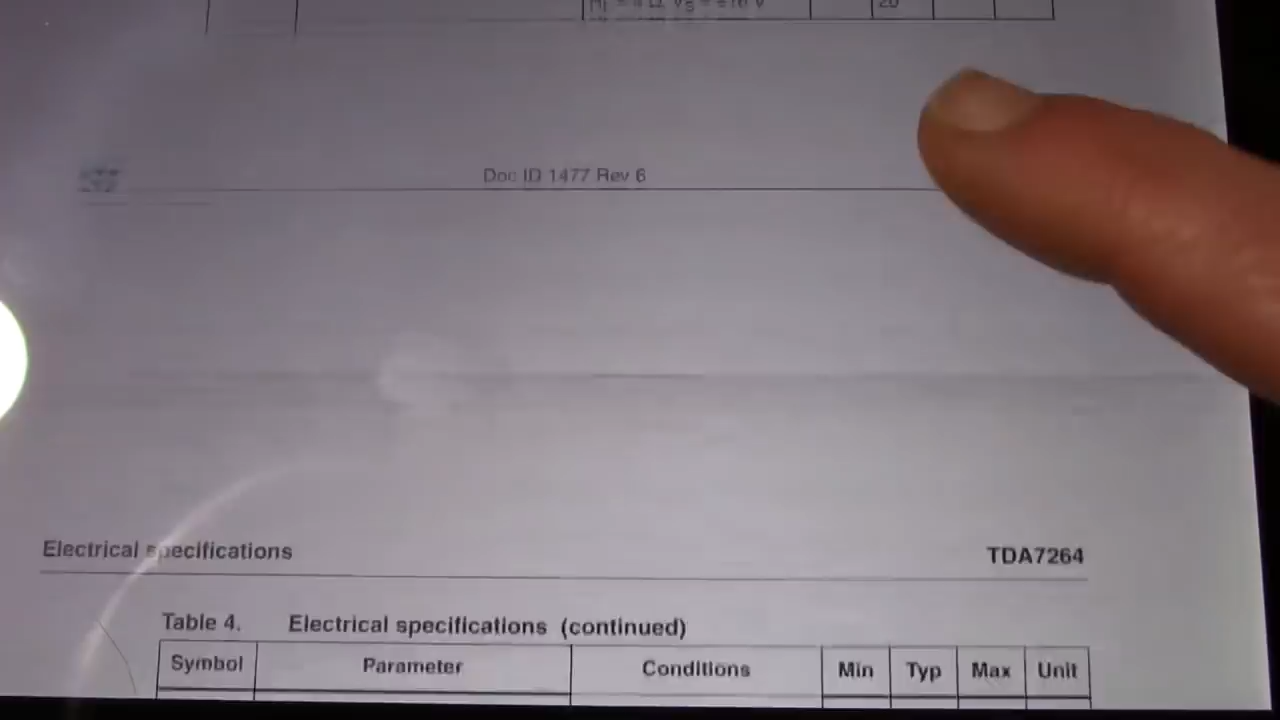 20
Doc ID 1477 Rev 6
Electrical specifications
TDA7264
Table 4. Electrical specifications (continued)
Symbol Parameter Conditions Min Typ Max Unit